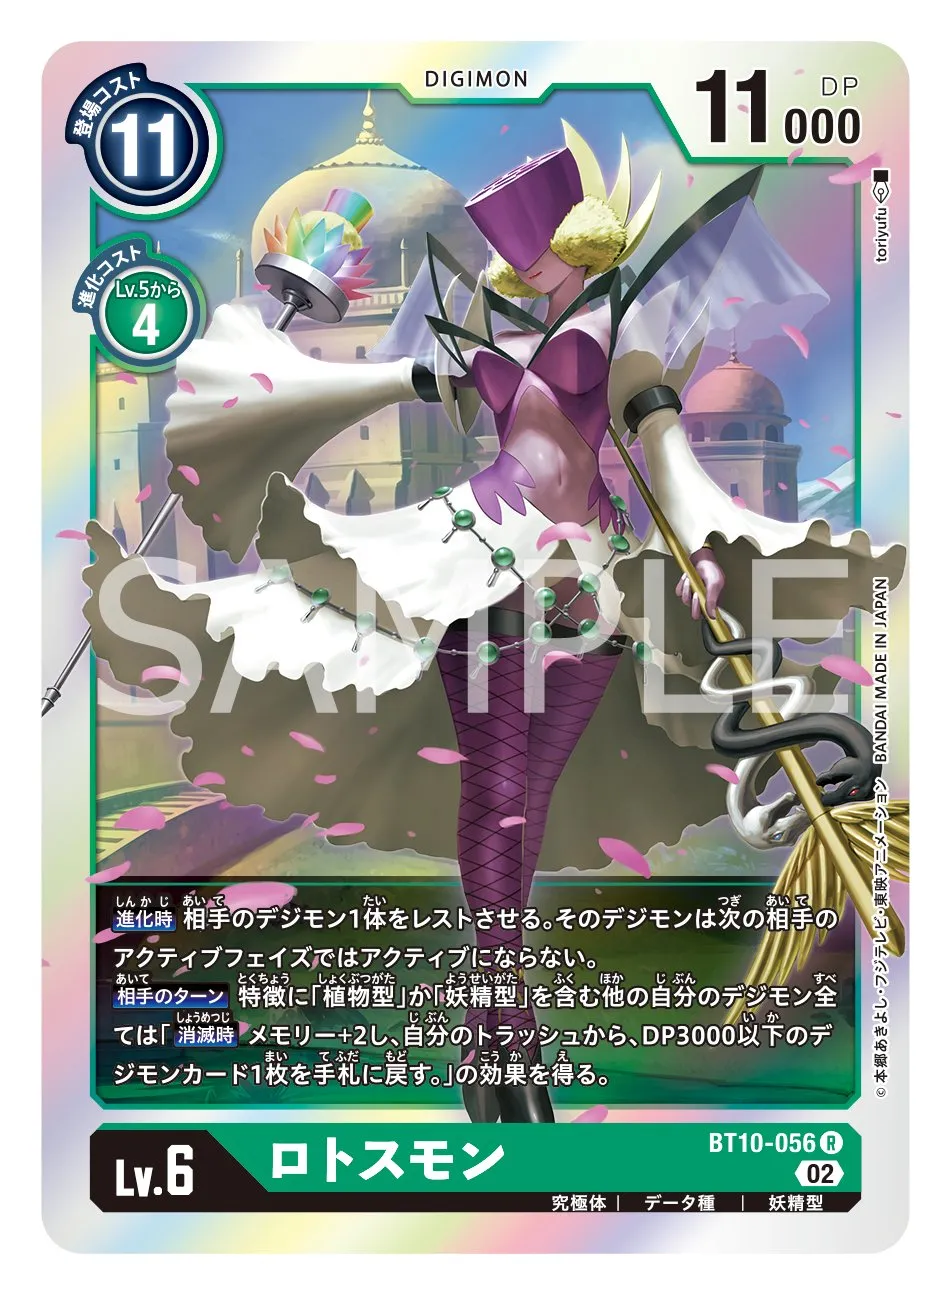 DIGIMON
登場コスト
11
11000
DP
進化コスト
Lv.5から
4
toriyufu
SAMPLE
進化時 相手のデジモン1体をレストさせる。そのデジモンは次の相手の
アクティブフェイズではアクティブにならない。
相手のターン 特徴に「植物型」か「妖精型」を含む他の自分のデジモン全
ては「消滅時 メモリー+2し、自分のトラッシュから、DP3000以下のデ
ジモンカード1枚を手札に戻す。」の効果を得る。
©本郷あきよし・フジテレビ・東映アニメーション BANDAI MADE IN JAPAN
Lv.6
ロトスモン
BT10-056 R
02
究極体 | データ種 | 妖精型